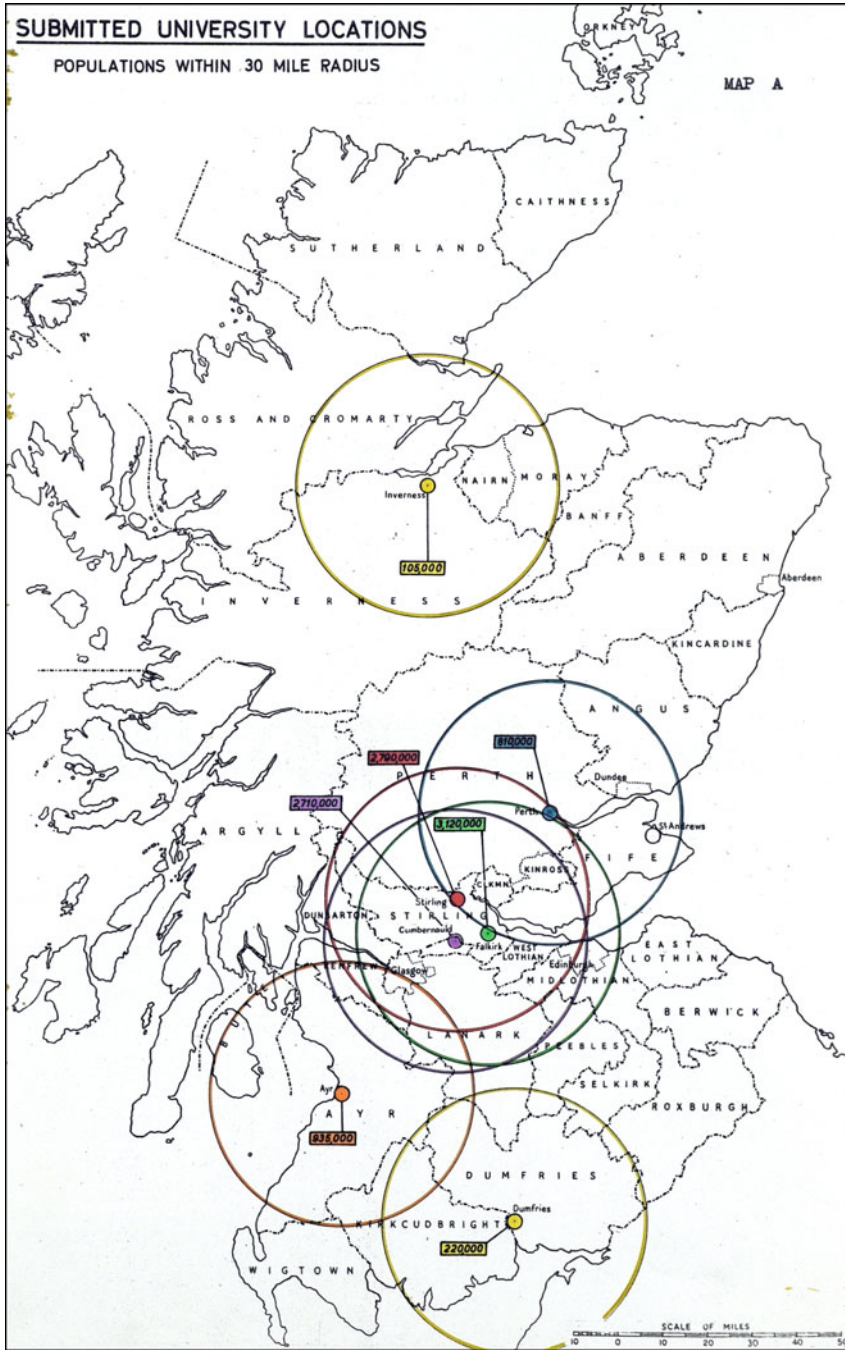 SUBMITTED UNIVERSITY LOCATIONS
POPULATIONS WITHIN 30 MILE RADIUS
MAP A
ORKNEY
CAITHNESS
SUTHERLAND
ROSS AND CROMARTY
NAIRN
MORAY
Inverness
BANFF
105,000
ABERDEEN
Aberdeen
INVERNESS
KINCARDINE
ANGUS
810,000
2,790,000
PERTH
Dundee
2,710,000
Perth
3,120,000
St Andrews
ARGYLL
FIFE
KINROSS
CLKMN.
Stirling
DUNBARTON
STIRLING
Cumbernauld
Falkirk
WEST
LOTHIAN
EAST
LOTHIAN
Edinburgh
RENFREW
Glasgow
MIDLOTHIAN
BUTE
LANARK
BERWICK
PEEBLES
SELKIRK
ROXBURGH
Ayr
AYR
935,000
DUMFRIES
Dumfries
KIRKCUDBRIGHT
220,000
WIGTOWN
SCALE OF MILES
10 0 10 20 30 40 50